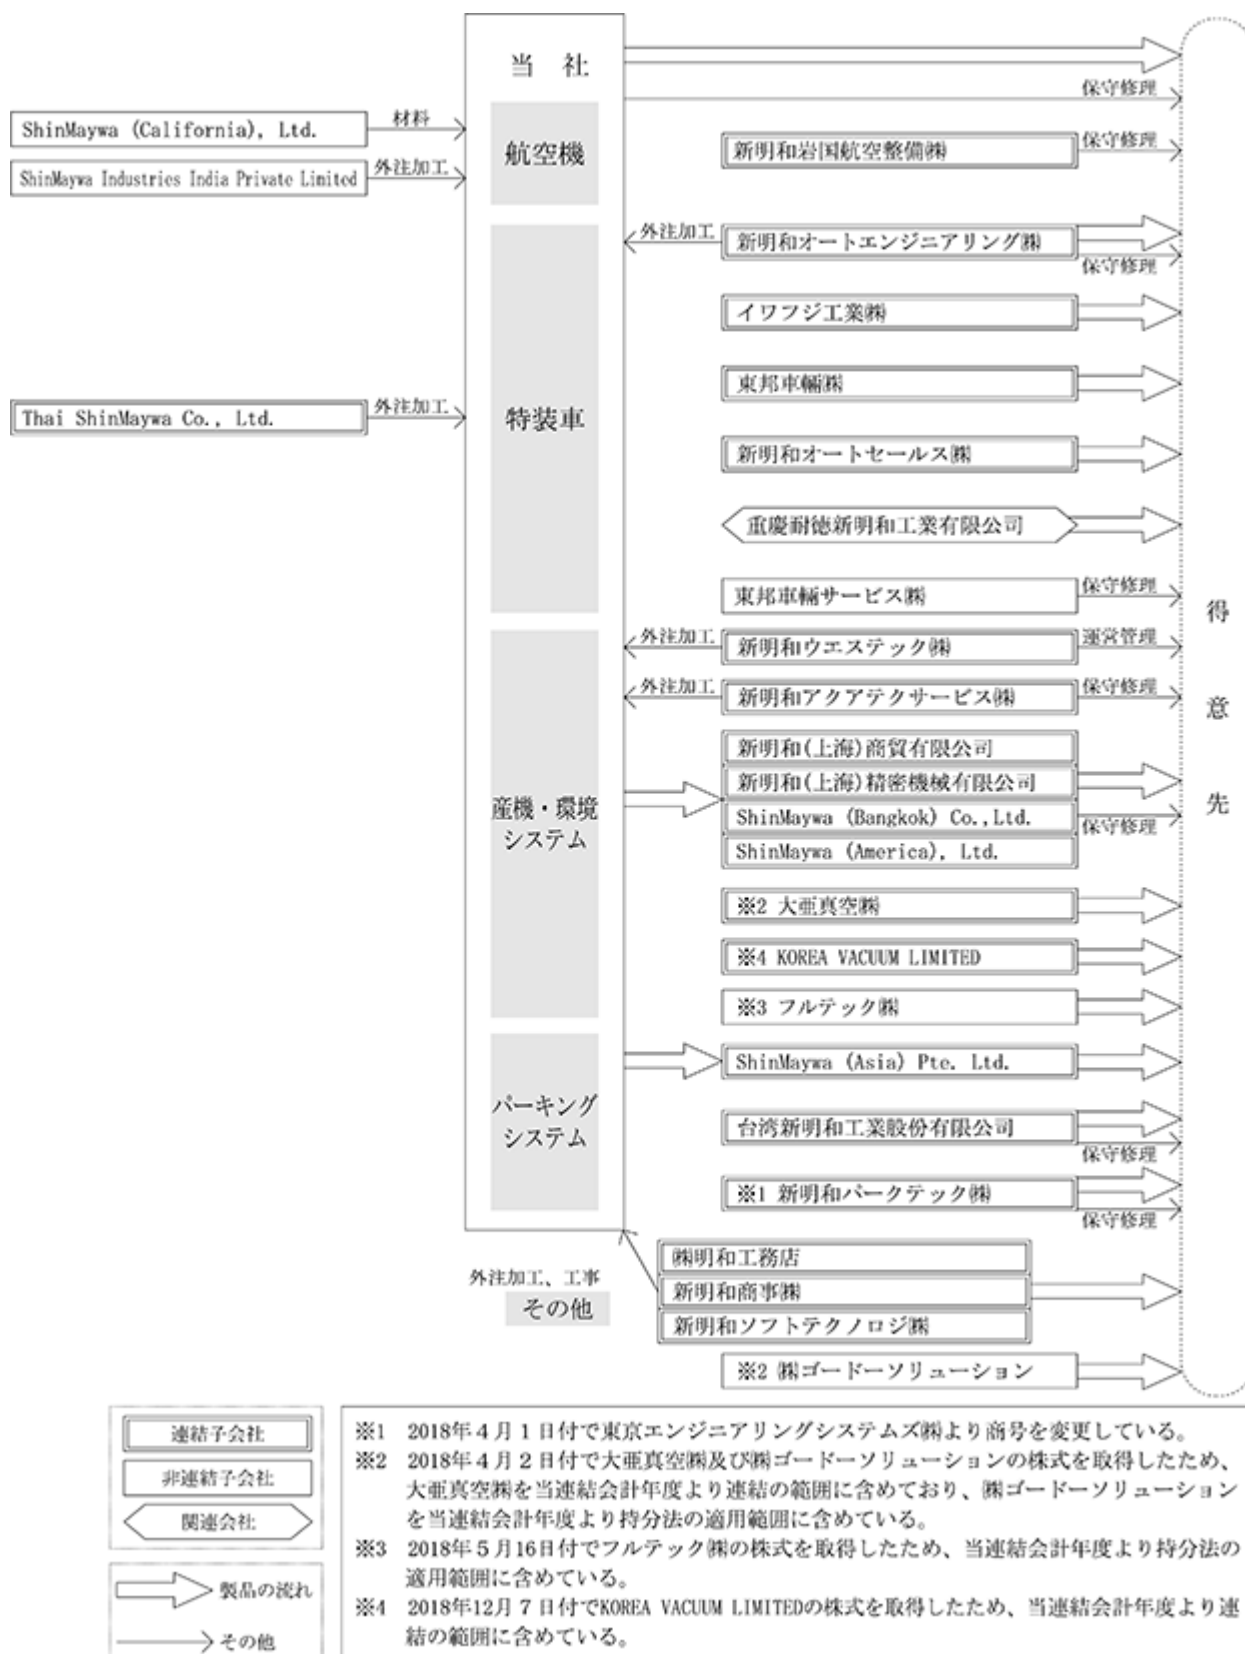 当 社
保守修理
ShinMaywa (California), Ltd.
材料
ShinMaywa Industries India Private Limited
外注加工
航空機
新明和岩国航空整備㈱
保守修理
外注加工
新明和オートエンジニアリング㈱
保守修理
イワフジ工業㈱
東邦車輛㈱
Thai ShinMaywa Co., Ltd.
外注加工
特装車
新明和オートセールス㈱
重慶耐徳新明和工業有限公司
東邦車輛サービス㈱
保守修理
外注加工
新明和ウエステック㈱
運営管理
外注加工
新明和アクアテクサービス㈱
保守修理
産機・環境
システム
新明和(上海)商貿有限公司
新明和(上海)精密機械有限公司
ShinMaywa (Bangkok) Co.,Ltd.
保守修理
ShinMaywa (America), Ltd.
※2 大亜真空㈱
※4 KOREA VACUUM LIMITED
※3 フルテック㈱
パーキング
システム
ShinMaywa (Asia) Pte. Ltd.
台湾新明和工業股份有限公司
保守修理
※1 新明和パークテック㈱
保守修理
得意先
外注加工、工事
その他
㈱明和工務店
新明和商事㈱
新明和ソフトテクノロジ㈱
※2 ㈱ゴードーソリューション
連結子会社
非連結子会社
関連会社
製品の流れ
その他
※1 2018年4月1日付で東京エンジニアリングシステムズ㈱より商号を変更している。
※2 2018年4月2日付で大亜真空㈱及び㈱ゴードーソリューションの株式を取得したため、
大亜真空㈱を当連結会計年度より連結の範囲に含めており、㈱ゴードーソリューション
を当連結会計年度より持分法の適用範囲に含めている。
※3 2018年5月16日付でフルテック㈱の株式を取得したため、当連結会計年度より持分法の
適用範囲に含めている。
※4 2018年12月7日付でKOREA VACUUM LIMITEDの株式を取得したため、当連結会計年度より連
結の範囲に含めている。